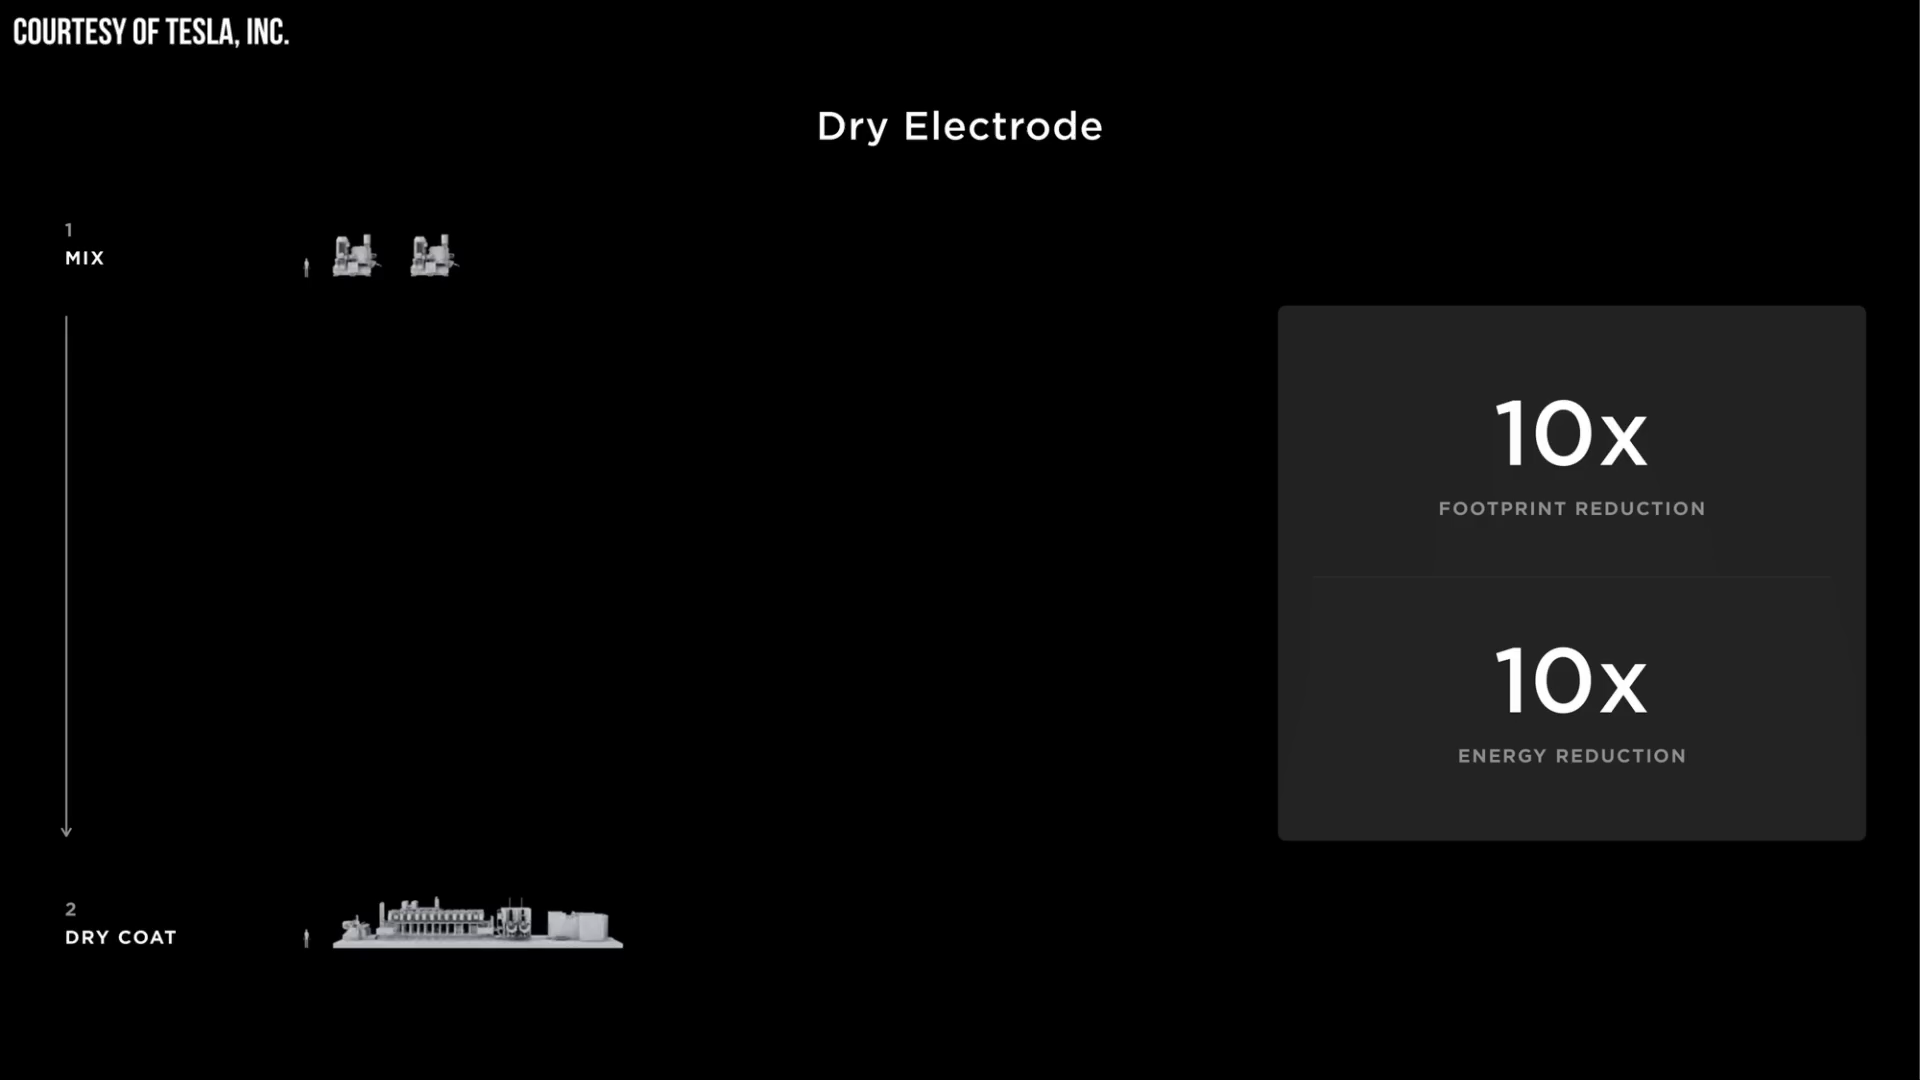 COURTESY OF TESLA, INC.
Dry Electrode
1
MIX
10x
FOOTPRINT REDUCTION
10x
ENERGY REDUCTION
2
DRY COAT